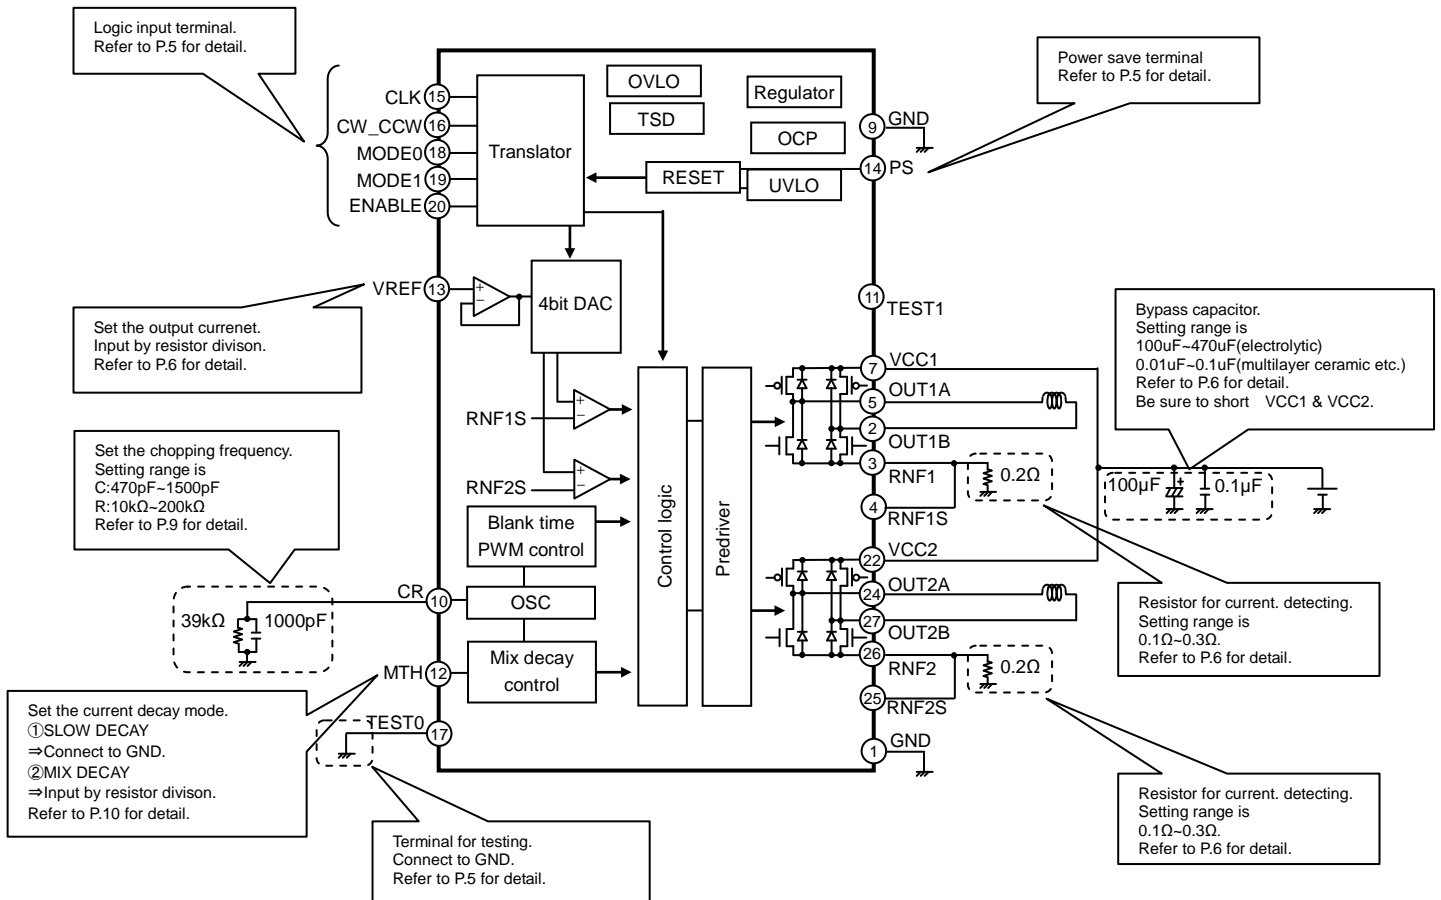 Logic input terminal.
Refer to P.5 for detail.
Power save terminal
Refer to P.5 for detail.
CLK 15
CW_CCW 16
MODE0 18
MODE1 19
ENABLE 20
Translator
OVLO
TSD
Regulator
OCP
RESET
UVLO
9 GND
14 PS
VREF 13
+
−
4bit DAC
11
TEST1
Set the output currenet.
Input by resistor divison.
Refer to P.6 for detail.
Bypass capacitor.
Setting range is
100uF~470uF(electrolytic)
0.01uF~0.1uF(multilayer ceramic etc.)
Refer to P.6 for detail.
Be sure to short VCC1 & VCC2.
7 VCC1
5 OUT1A
2
OUT1B
3
RNF1
0.2Ω
4
RNF1S
100µF
+
0.1µF
RNF1S
+
−
RNF2S
+
−
Control logic
Predriver
Set the chopping frequency.
Setting range is
C:470pF~1500pF
R:10kΩ~200kΩ
Refer to P.9 for detail.
Blank time
PWM control
22 VCC2
24 OUT2A
27
OUT2B
26
RNF2
0.2Ω
25
RNF2S
1 GND
CR 10
OSC
39kΩ
1000pF
MTH 12
Mix decay
control
TEST0
17
Resistor for current. detecting.
Setting range is
0.1Ω~0.3Ω.
Refer to P.6 for detail.
Set the current decay mode.
①SLOW DECAY
⇒Connect to GND.
②MIX DECAY
⇒Input by resistor divison.
Refer to P.10 for detail.
Resistor for current. detecting.
Setting range is
0.1Ω~0.3Ω.
Refer to P.6 for detail.
Terminal for testing.
Connect to GND.
Refer to P.5 for detail.